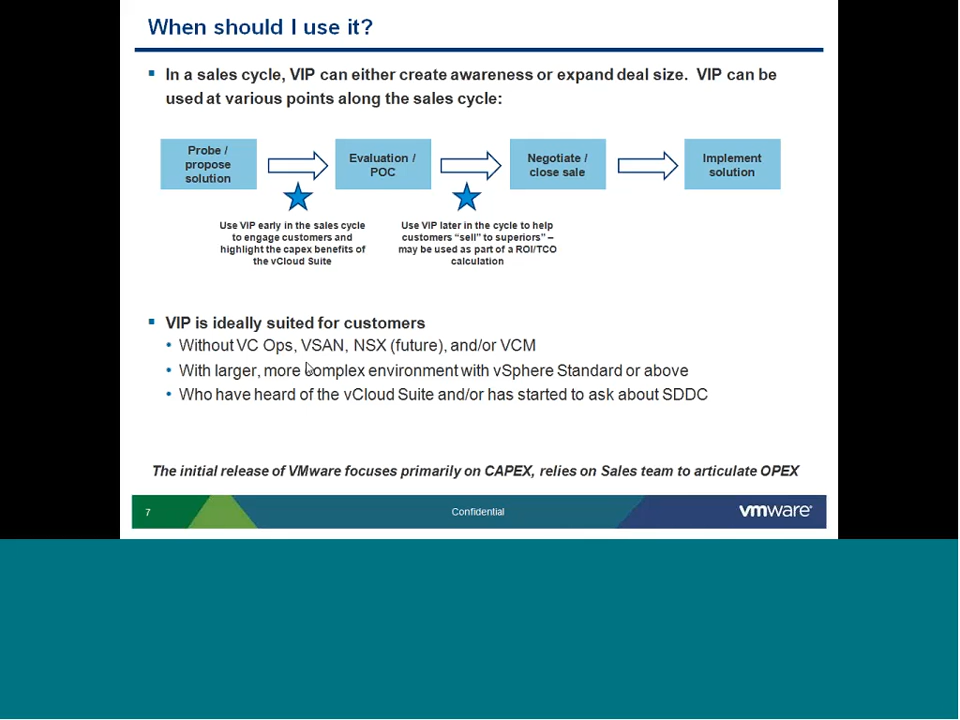 When should I use it?
In a sales cycle, VIP can either create awareness or expand deal size. VIP can be
used at various points along the sales cycle:
Probe /
propose
solution
Evaluation /
POC
Negotiate /
close sale
Implement
solution
Use VIP early in the sales cycle
to engage customers and
highlight the capex benefits of
the vCloud Suite
Use VIP later in the cycle to help
customers “sell” to superiors” –
may be used as part of a ROI/TCO
calculation
VIP is ideally suited for customers
Without VC Ops, VSAN, NSX (future), and/or VCM
With larger, more complex environment with vSphere Standard or above
Who have heard of the vCloud Suite and/or has started to ask about SDDC
The initial release of VMware focuses primarily on CAPEX, relies on Sales team to articulate OPEX
7
Confidential
vmware